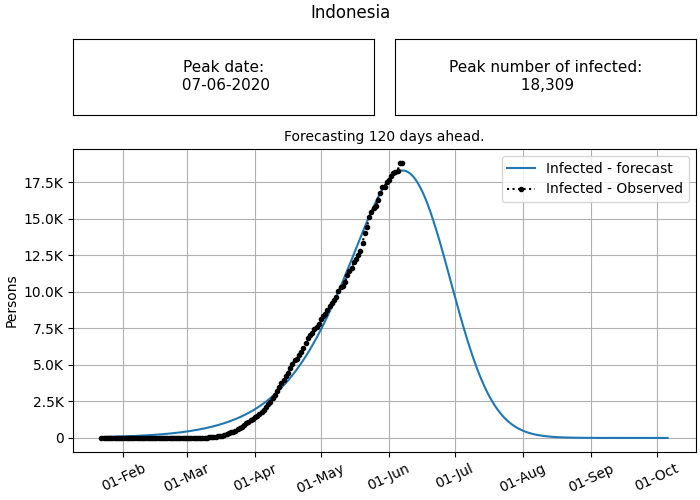 Indonesia
Peak date:
07-06-2020
Peak number of infected:
18,309
Forecasting 120 days ahead.
Infected - forecast
Infected - Observed
17.5K
15.0K
12.5K
10.0K
7.5K
5.0K
2.5K
0
Persons
01-Feb
01-Mar
01-Apr
01-May
01-Jun
01-Jul
01-Aug
01-Sep
01-Oct